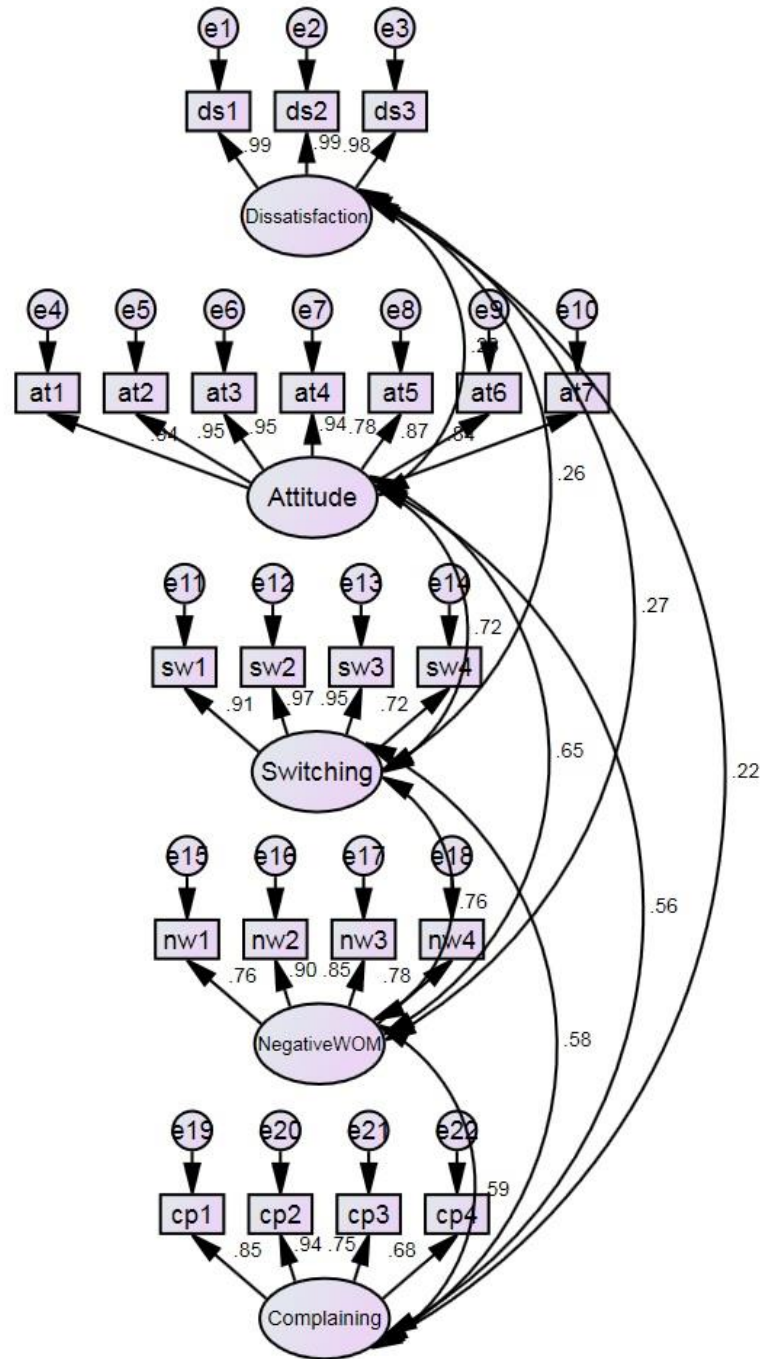 e1 e2 e3
ds1 ds2 ds3
.99 .99 .98
Dissatisfaction
e4 e5 e6 e7 e8 e9 e10
at1 at2 at3 at4 at5 at6 at7
.95 .95 .94 .78 .87 .84
.26
Attitude
e11 e12 e13 e14
.27
.72
sw1 sw2 sw3 sw4
.91 .97 .95 .72
.65
.22
Switching
e15 e16 e17 e18
.76
.56
nw1 nw2 nw3 nw4
.76 .90 .85 .78
.58
NegativeWOM
e19 e20 e21 e22
.59
cp1 cp2 cp3 cp4
.85 .94 .75 .68
Complaining